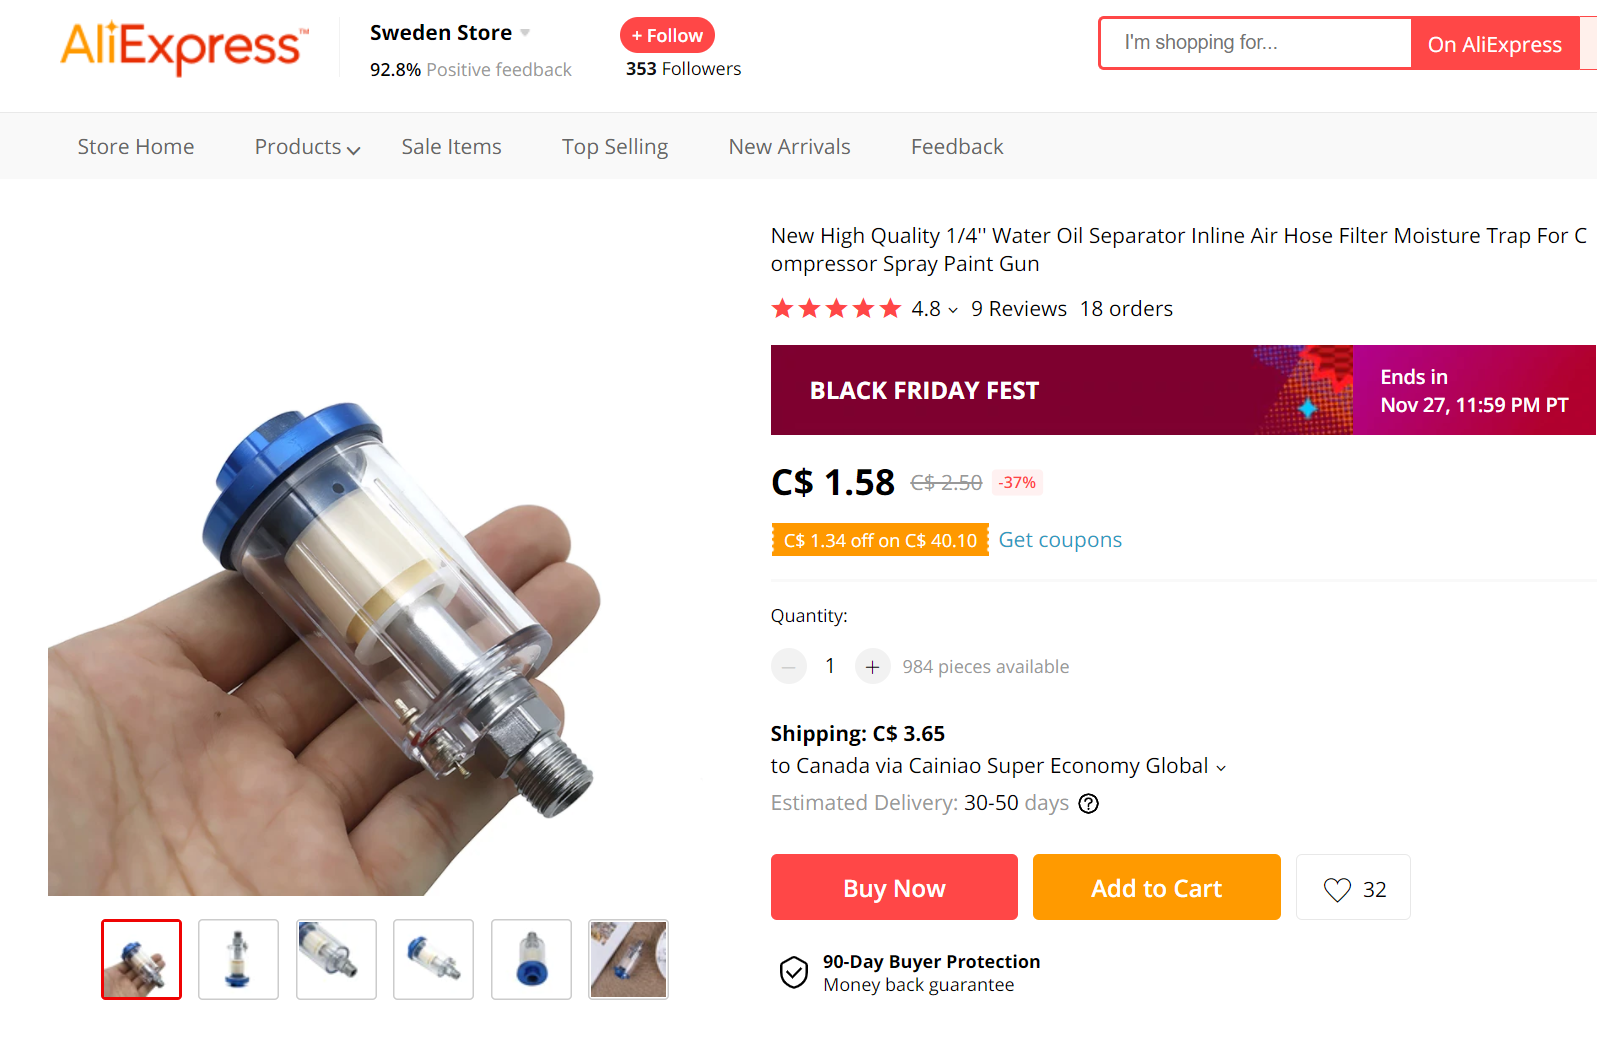 AliExpress™
Sweden Store
92.8% Positive feedback
+ Follow
353 Followers
I'm shopping for...
On AliExpress
Store Home
Products
Sale Items
Top Selling
New Arrivals
Feedback
New High Quality 1/4'' Water Oil Separator Inline Air Hose Filter Moisture Trap For C
ompressor Spray Paint Gun
4.8 9 Reviews 18 orders
BLACK FRIDAY FEST
Ends in
Nov 27, 11:59 PM PT
C$ 1.58 C$ 2.50 -37%
C$ 1.34 off on C$ 40.10 Get coupons
Quantity:
1 984 pieces available
Shipping: C$ 3.65
to Canada via Cainiao Super Economy Global
Estimated Delivery: 30-50 days
Buy Now
Add to Cart
32
90-Day Buyer Protection
Money back guarantee